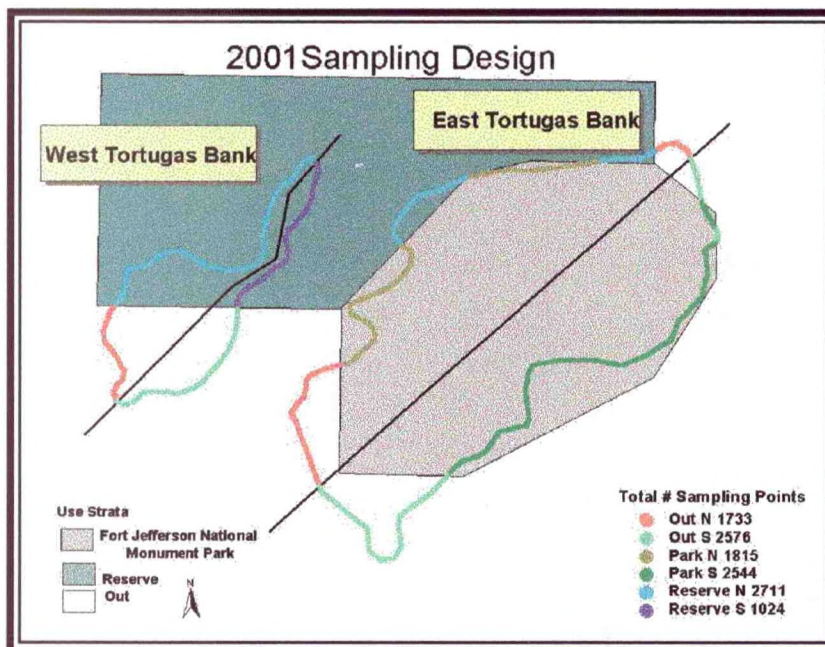 2001Sampling Design
East Tortugas Bank
West Tortugas Bank
Use Strata
Fort Jefferson National
Monument Park
Reserve
Out
N
Total # Sampling Points
Out N 1733
Out S 2576
Park N 1815
Park S 2544
Reserve N 2711
Reserve S 1024